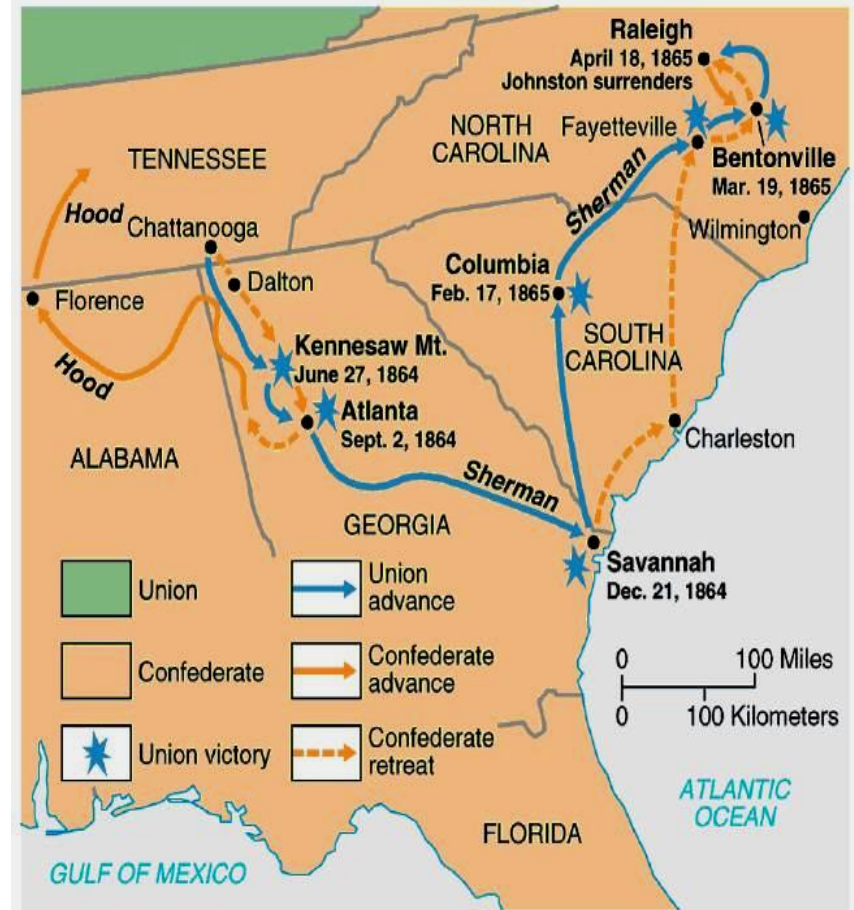 Raleigh
April 18, 1865
Johnston surrenders
NORTH
CAROLINA
Fayetteville
Bentonville
Mar. 19, 1865
TENNESSEE
Hood
Chattanooga
Sherman
Wilmington
Columbia
Feb. 17, 1865
Dalton
Florence
SOUTH
CAROLINA
Kennesaw Mt.
June 27, 1864
Hood
Atlanta
Sept. 2, 1864
Charleston
ALABAMA
Sherman
GEORGIA
Savannah
Dec. 21, 1864
Union
Union
advance
Confederate
Confederate
advance
Union victory
Confederate
retreat
0 100 Miles
0 100 Kilometers
ATLANTIC
OCEAN
FLORIDA
GULF OF MEXICO